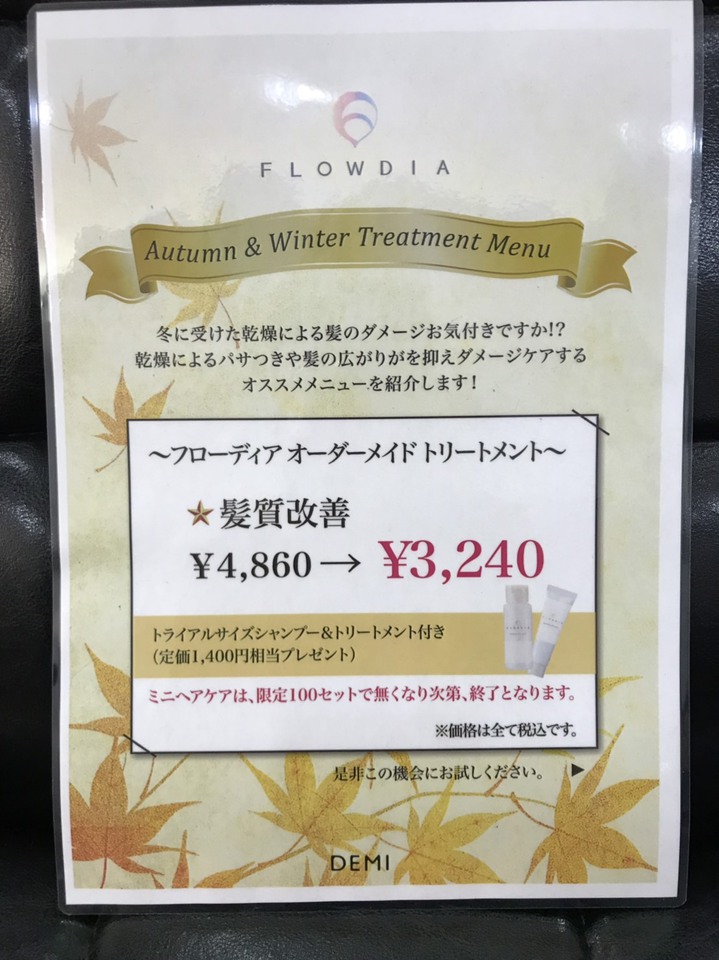 FLOWDIA
Autumn & Winter Treatment Menu
冬に受けた乾燥による髪のダメージお気付きですか!?
乾燥によるパサつきや髪の広がりがを抑えダメージケアする
オススメメニューを紹介します!
〜フローディア オーダーメイド トリートメント〜
★髪質改善
¥4,860→ ¥3,240
トライアルサイズシャンプー&トリートメント付き
(定価1,400円相当プレゼント)
ミニヘアケアは、限定100セットで無くなり次第、終了となります。
※価格は全て税込です。
是非この機会にお試しください。 ▶
DEMI